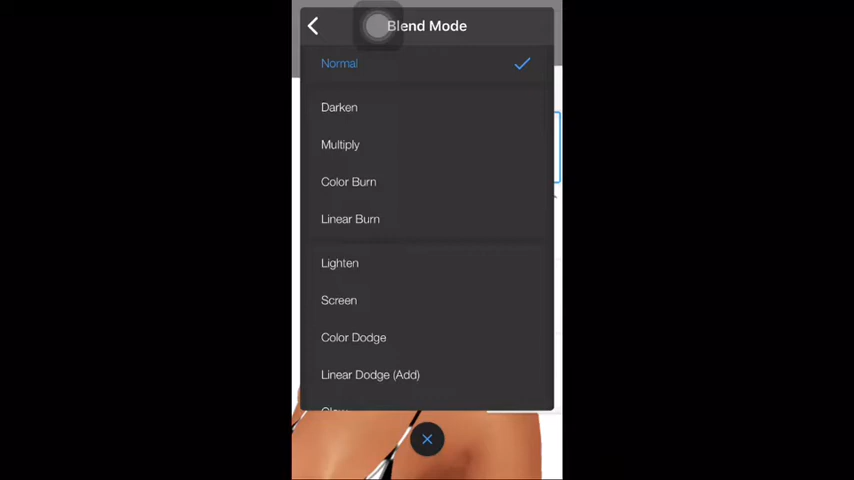 Blend Mode
Normal
Darken
Multiply
Color Burn
Linear Burn
Lighten
Screen
Color Dodge
Linear Dodge (Add)